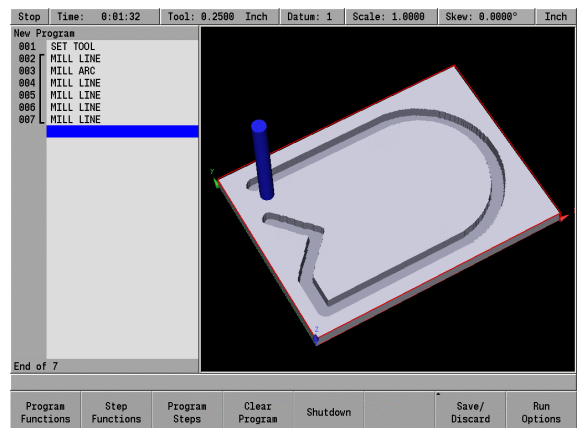 Stop Time: 0:01:32 Tool: 0.2500 Inch Datum: 1 Scale: 1.0000 Skew: 0.0000° Inch
New Program
001 SET TOOL
002 MILL LINE
003 MILL ARC
004 MILL LINE
005 MILL LINE
006 MILL LINE
007 MILL LINE
Y
Z
End of 7
Program Functions
Step Functions
Program Steps
Clear Program
Shutdown
Save/ Discard
Run Options